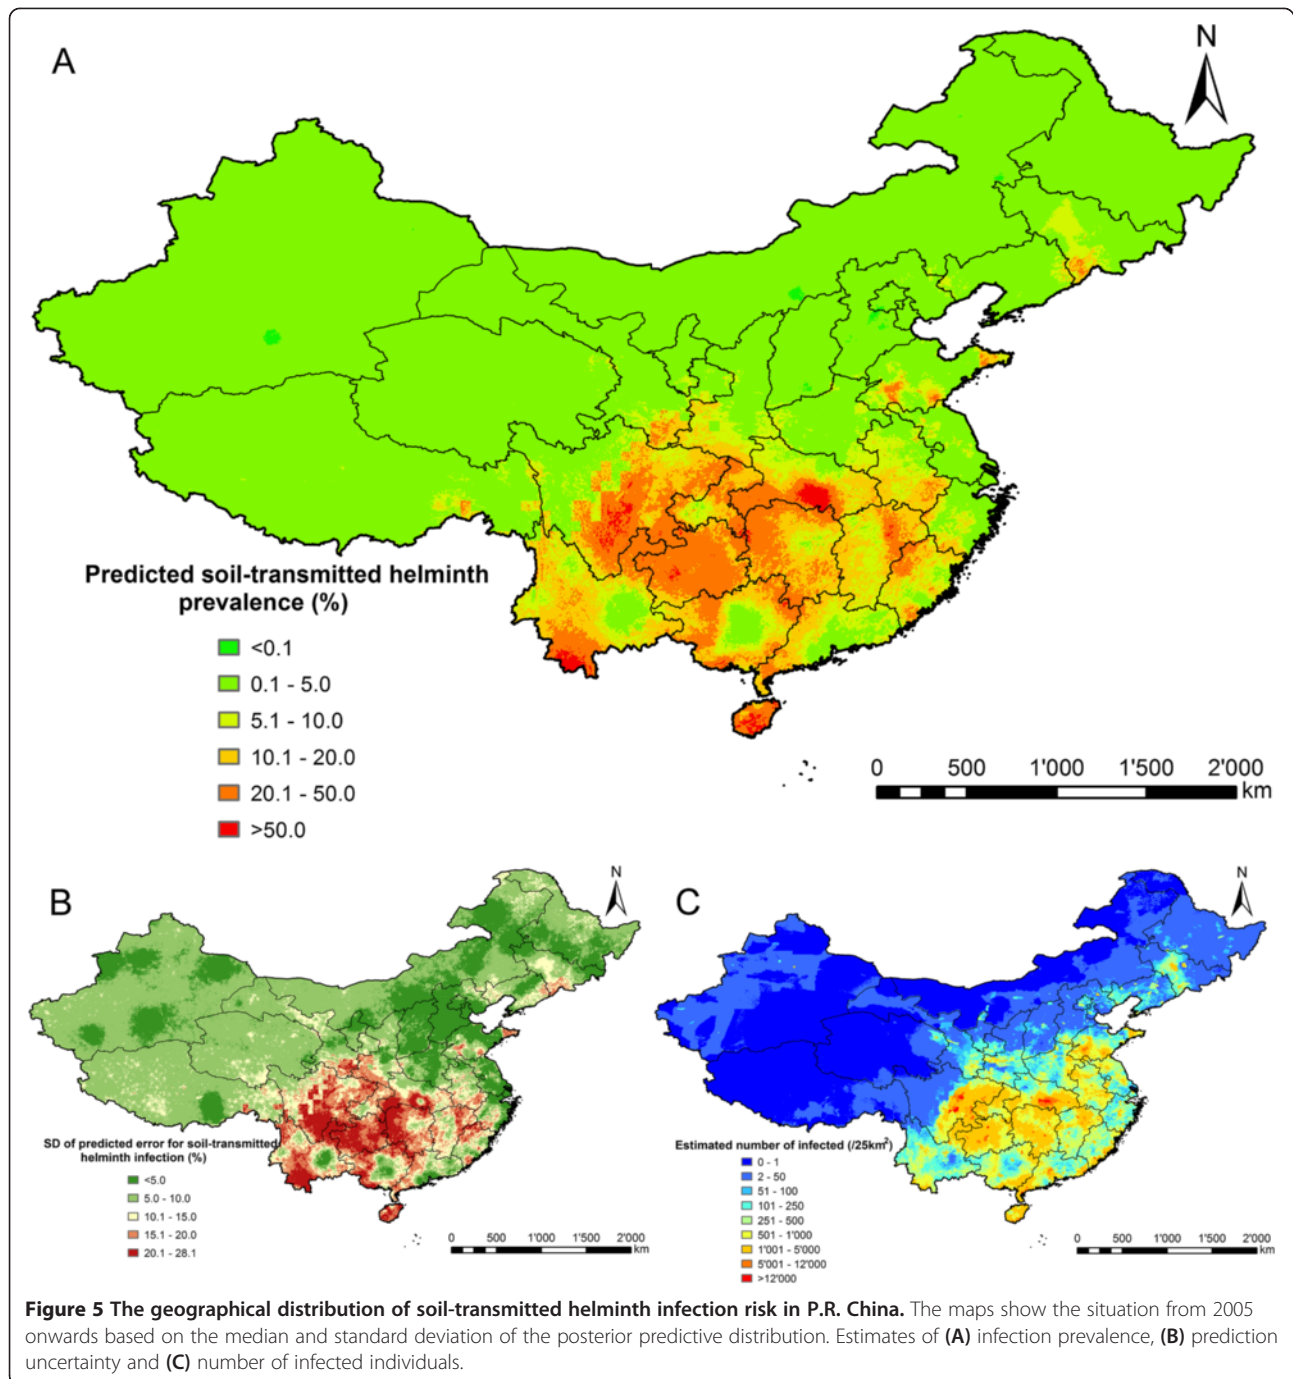 A
N
Predicted soil-transmitted helminth
prevalence (%)
<0.1
0.1 - 5.0
5.1 - 10.0
10.1 - 20.0
20.1 - 50.0
>50.0
0 500 1'000 1'500 2'000
km
B
N
SD of predicted error for soil-transmitted
helminth infection (%)
<5.0
5.0 - 10.0
10.1 - 15.0
15.1 - 20.0
20.1 - 28.1
0 500 1'000 1'500 2'000
km
C
N
Estimated number of infected (/25km²)
0 - 1
2 - 50
51 - 100
101 - 250
251 - 500
501 - 1'000
1'001 - 5'000
5'001 - 12'000
>12'000
0 500 1'000 1'500 2'000
km
Figure 5 The geographical distribution of soil-transmitted helminth infection risk in P.R. China. The maps show the situation from 2005
onwards based on the median and standard deviation of the posterior predictive distribution. Estimates of (A) infection prevalence, (B) prediction
uncertainty and (C) number of infected individuals.